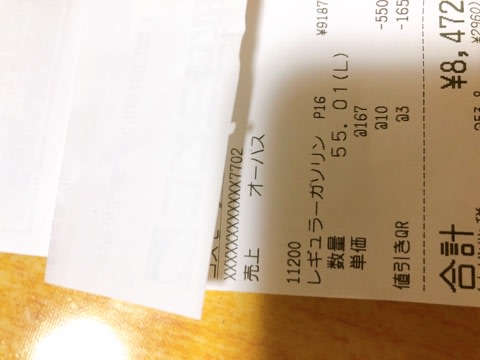 XXXXXXXXXXXX7702
売上 オーパス
11200
レギュラーガソリン P16 ¥9187
数量 55.01(L)
単価 @167
@10 -550
値引きQR @3 -165
合計 ¥8,472